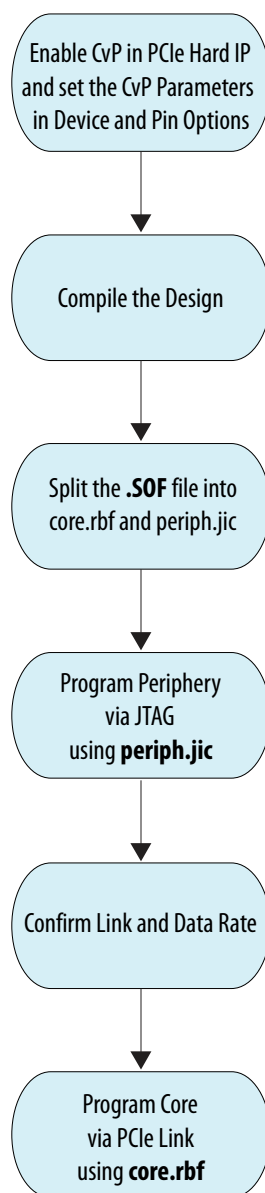 Enable CvP in PCIe Hard IP
and set the CvP Parameters
in Device and Pin Options
Compile the Design
Split the .SOF file into
core.rbf and periph.jic
Program Periphery
via JTAG
using periph.jic
Confirm Link and Data Rate
Program Core
via PCIe Link
using core.rbf